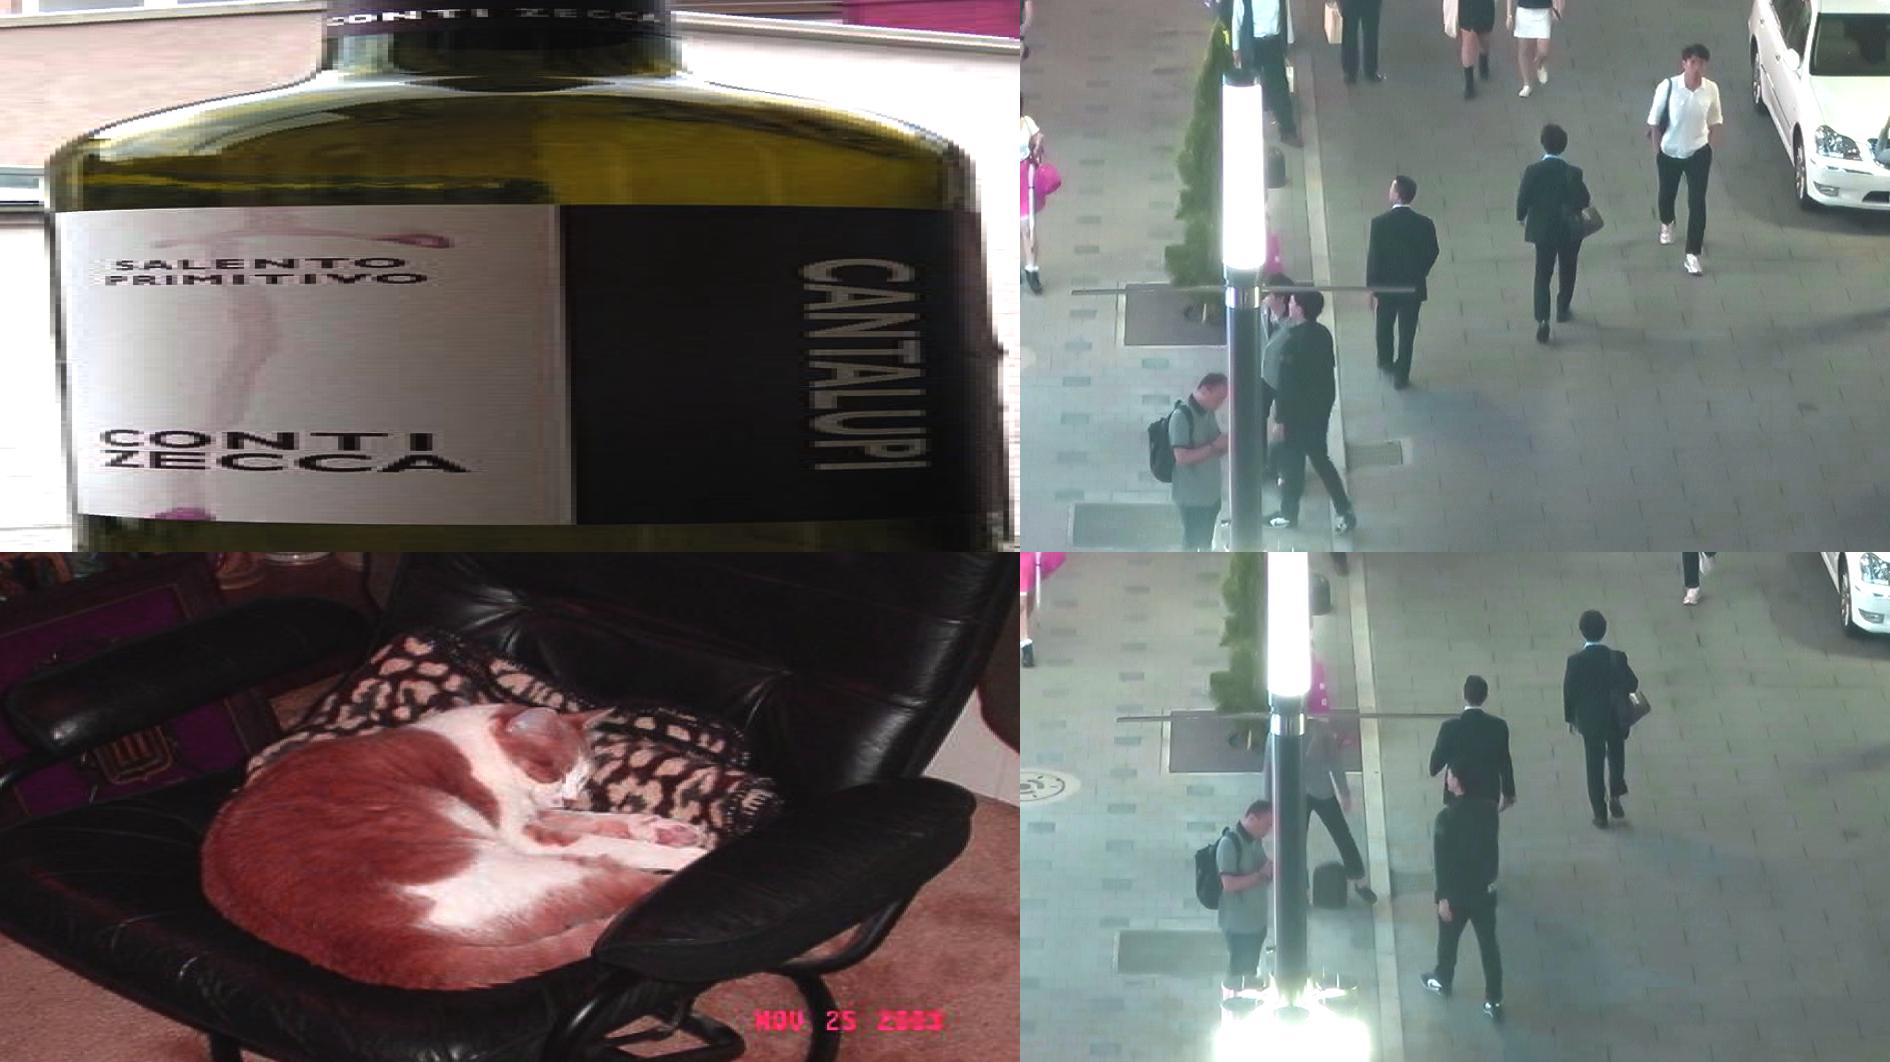 CONTI ZECCA
SALENTO
PRIMITIVO
CONTI
ZECCA
CANTALUPI
NOV 25 2003